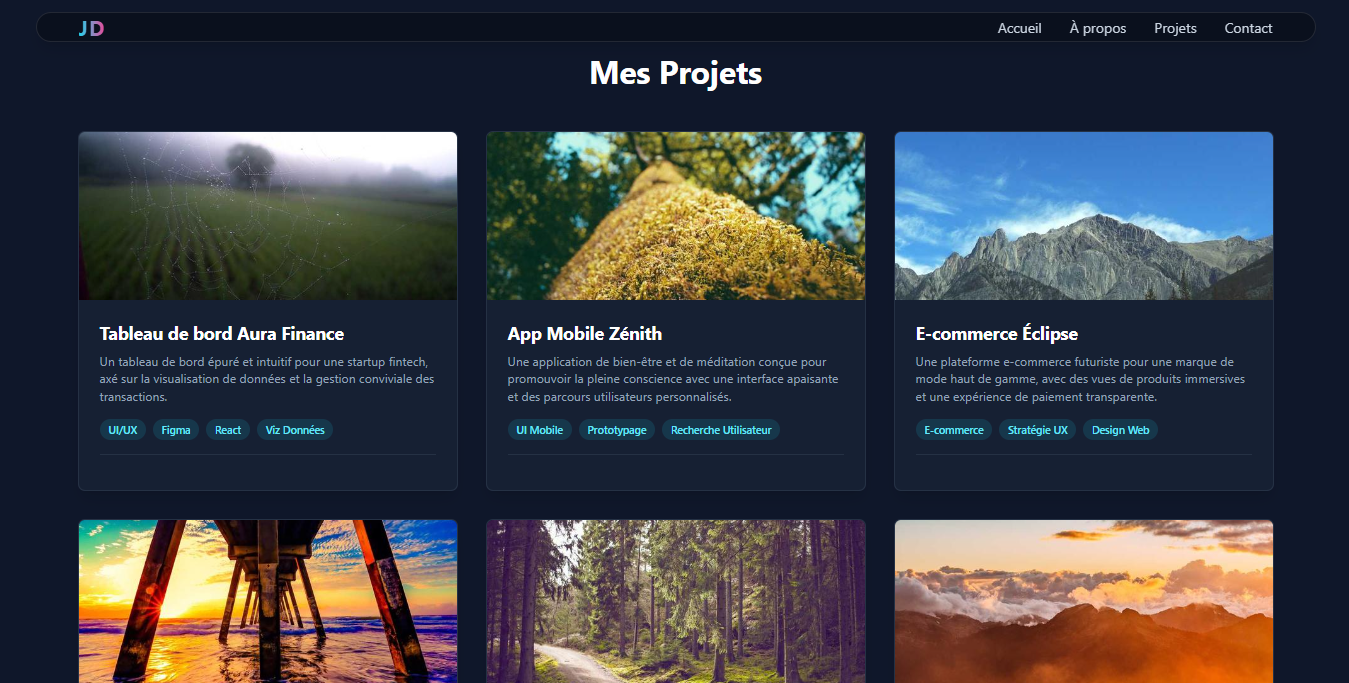 JD
Accueil À propos Projets Contact
Mes Projets
Tableau de bord Aura Finance
Un tableau de bord épuré et intuitif pour une startup fintech,
axé sur la visualisation de données et la gestion conviviale des
transactions.
UI/UX Figma React Viz Données
App Mobile Zénith
Une application de bien-être et de méditation conçue pour
promouvoir la pleine conscience avec une interface apaisante
et des parcours utilisateurs personnalisés.
UI Mobile Prototypage Recherche Utilisateur
E-commerce Éclipse
Une plateforme e-commerce futuriste pour une marque de
mode haut de gamme, avec des vues de produits immersives
et une expérience de paiement transparente.
E-commerce Stratégie UX Design Web